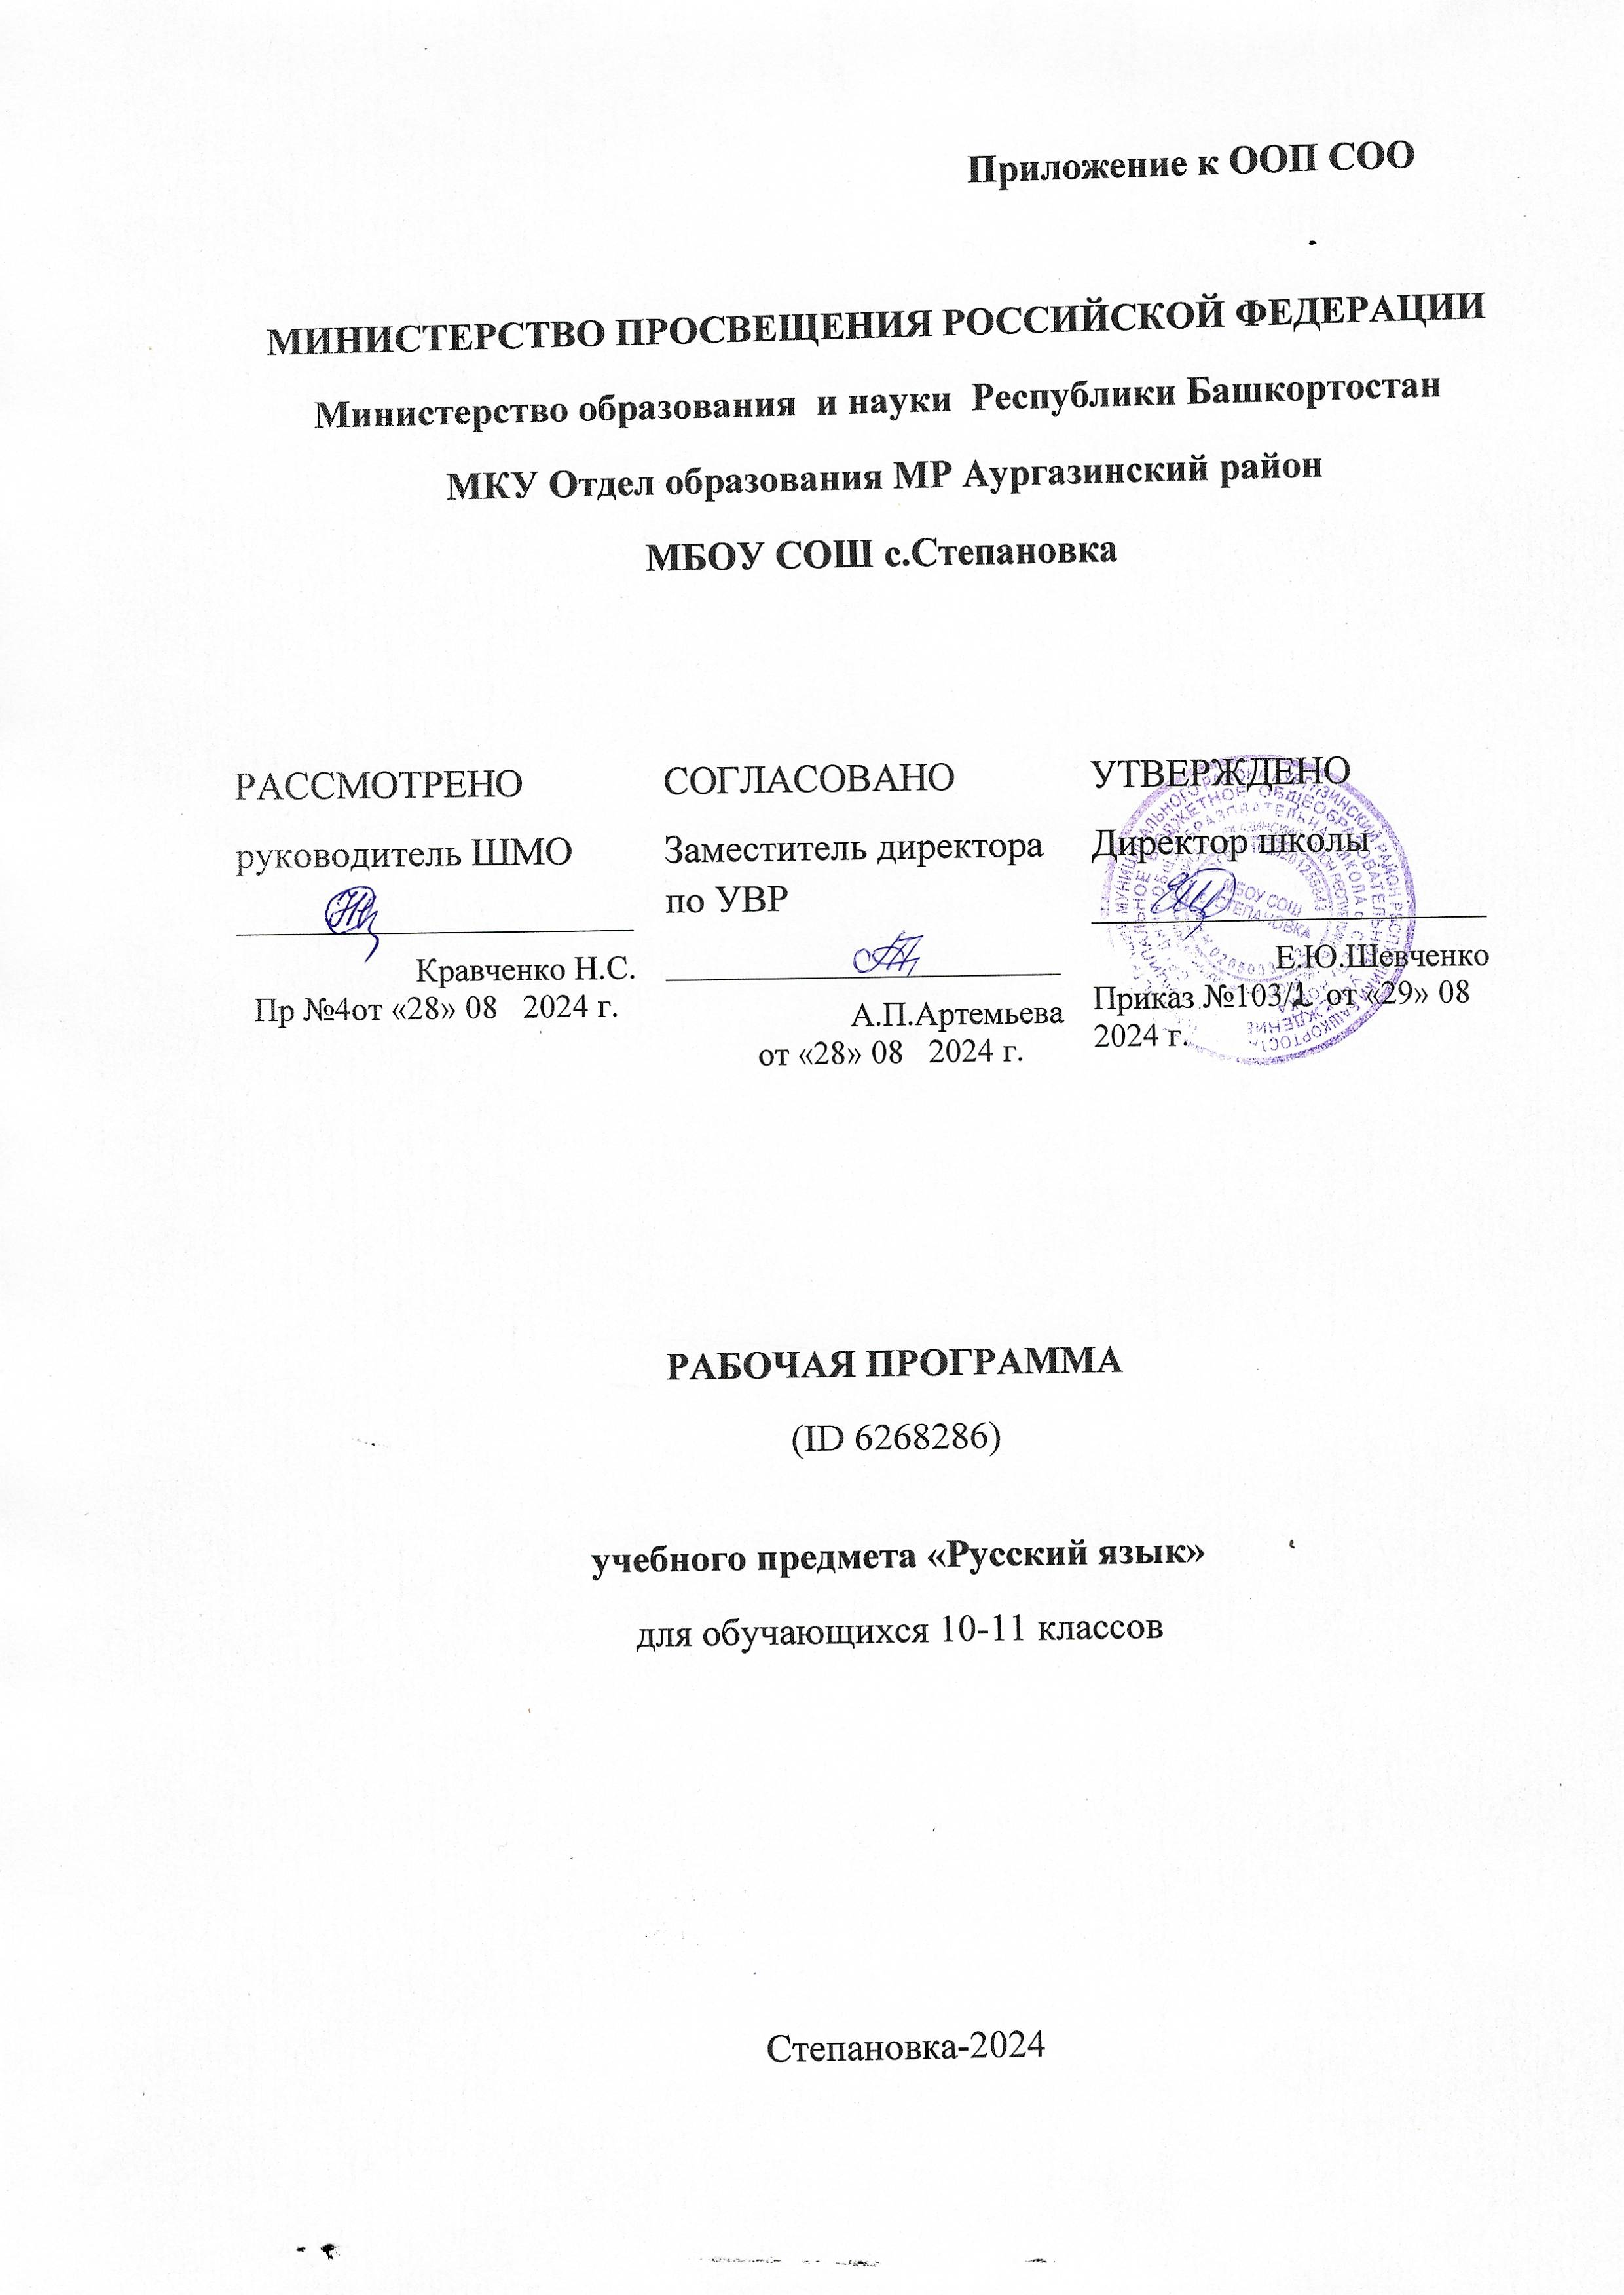 Приложение к ООП СОО
МИНИСТЕРСТВО ПРОСВЕЩЕНИЯ РОССИЙСКОЙ ФЕДЕРАЦИИ
Министерство образования и науки Республики Башкортостан
МКУ Отдел образования МР Аургазинский район
МБОУ СОШ с.Степановка
РАССМОТРЕНО
руководитель ШМО
Кравченко Н.С.
Пр №4от «28» 08 2024 г.
СОГЛАСОВАНО
Заместитель директора
по УВР
А.П.Артемьева
от «28» 08 2024 г.
УТВЕРЖДЕНО
Директор школы
МБОУ СОШ
СТЕПАНОВКА
Е.Ю.Шевченко
Приказ №103/1 от «29» 08
2024 г.
РАБОЧАЯ ПРОГРАММА
(ID 6268286)
учебного предмета «Русский язык»
для обучающихся 10-11 классов
Степановка-2024